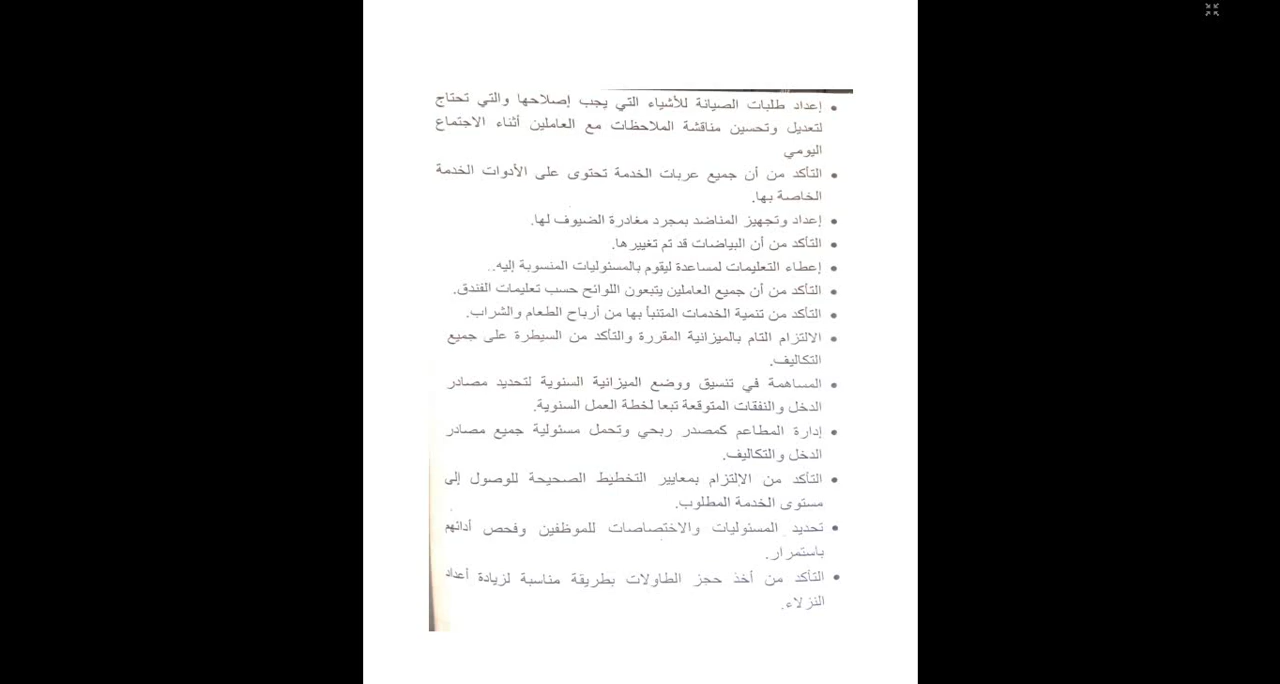 • إعداد طلبات الصيانة للأشياء التي يجب إصلاحها والتي تحتاج
لتعديل وتحسين مناقشة الملاحظات مع العاملين أثناء الاجتماع
اليومي
• التأكد من أن جميع عربات الخدمة تحتوى على الأدوات الخدمة
الخاصة بها.
• إعداد وتجهيز المناضد بمجرد مغادرة الضيوف لها.
• التأكد من أن البياضات قد تم تغييرها.
• إعطاء التعليمات لمساعدة ليقوم بالمسئوليات المنسوبة إليه..
• التأكد من أن جميع العاملين يتبعون اللوائح حسب تعليمات الفندق.
• التأكد من تنمية الخدمات المتنبأ بها من أرباح الطعام والشراب.
• الالتزام التام بالميزانية المقررة والتأكد من السيطرة على جميع
التكاليف.
• المساهمة في تنسيق ووضع الميزانية السنوية لتحديد مصادر
الدخل والنفقات المتوقعة تبعا لخطة العمل السنوية.
• إدارة المطاعم كمصدر ربحي وتحمل مسئولية جميع مصادر
الدخل والتكاليف.
• التأكد من الإلتزام بمعايير التخطيط الصحيحة للوصول إلى
مستوى الخدمة المطلوب.
• تحديد المسئوليات والاختصاصات للموظفين وفحص أدائهم
باستمرار.
• التأكد من أخذ حجز الطاولات بطريقة مناسبة لزيادة أعداد
النزلاء.